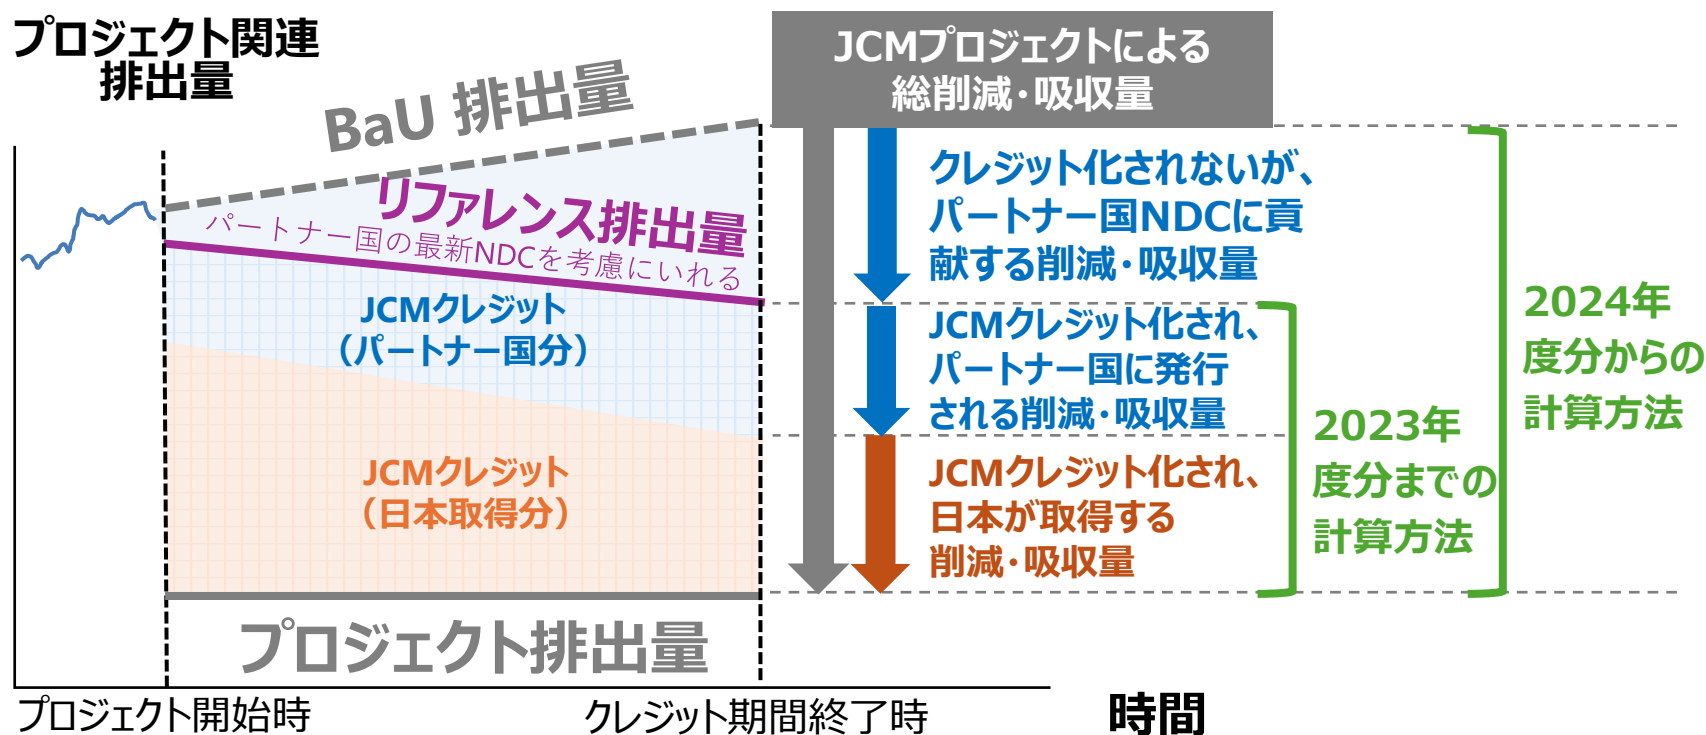 プロジェクト関連
排出量
BaU 排出量
リファレンス排出量
パートナー国の最新NDCを考慮にいれる
JCMクレジット
（パートナー国分）
JCMクレジット
（日本取得分）
プロジェクト排出量
プロジェクト開始時
クレジット期間終了時
時間
JCMプロジェクトによる
総削減・吸収量
クレジット化されないが、
パートナー国NDCに貢
献する削減・吸収量
JCMクレジット化され、
パートナー国に発行
される削減・吸収量
JCMクレジット化され、
日本が取得する
削減・吸収量
2023年
度分までの
計算方法
2024年
度分からの
計算方法